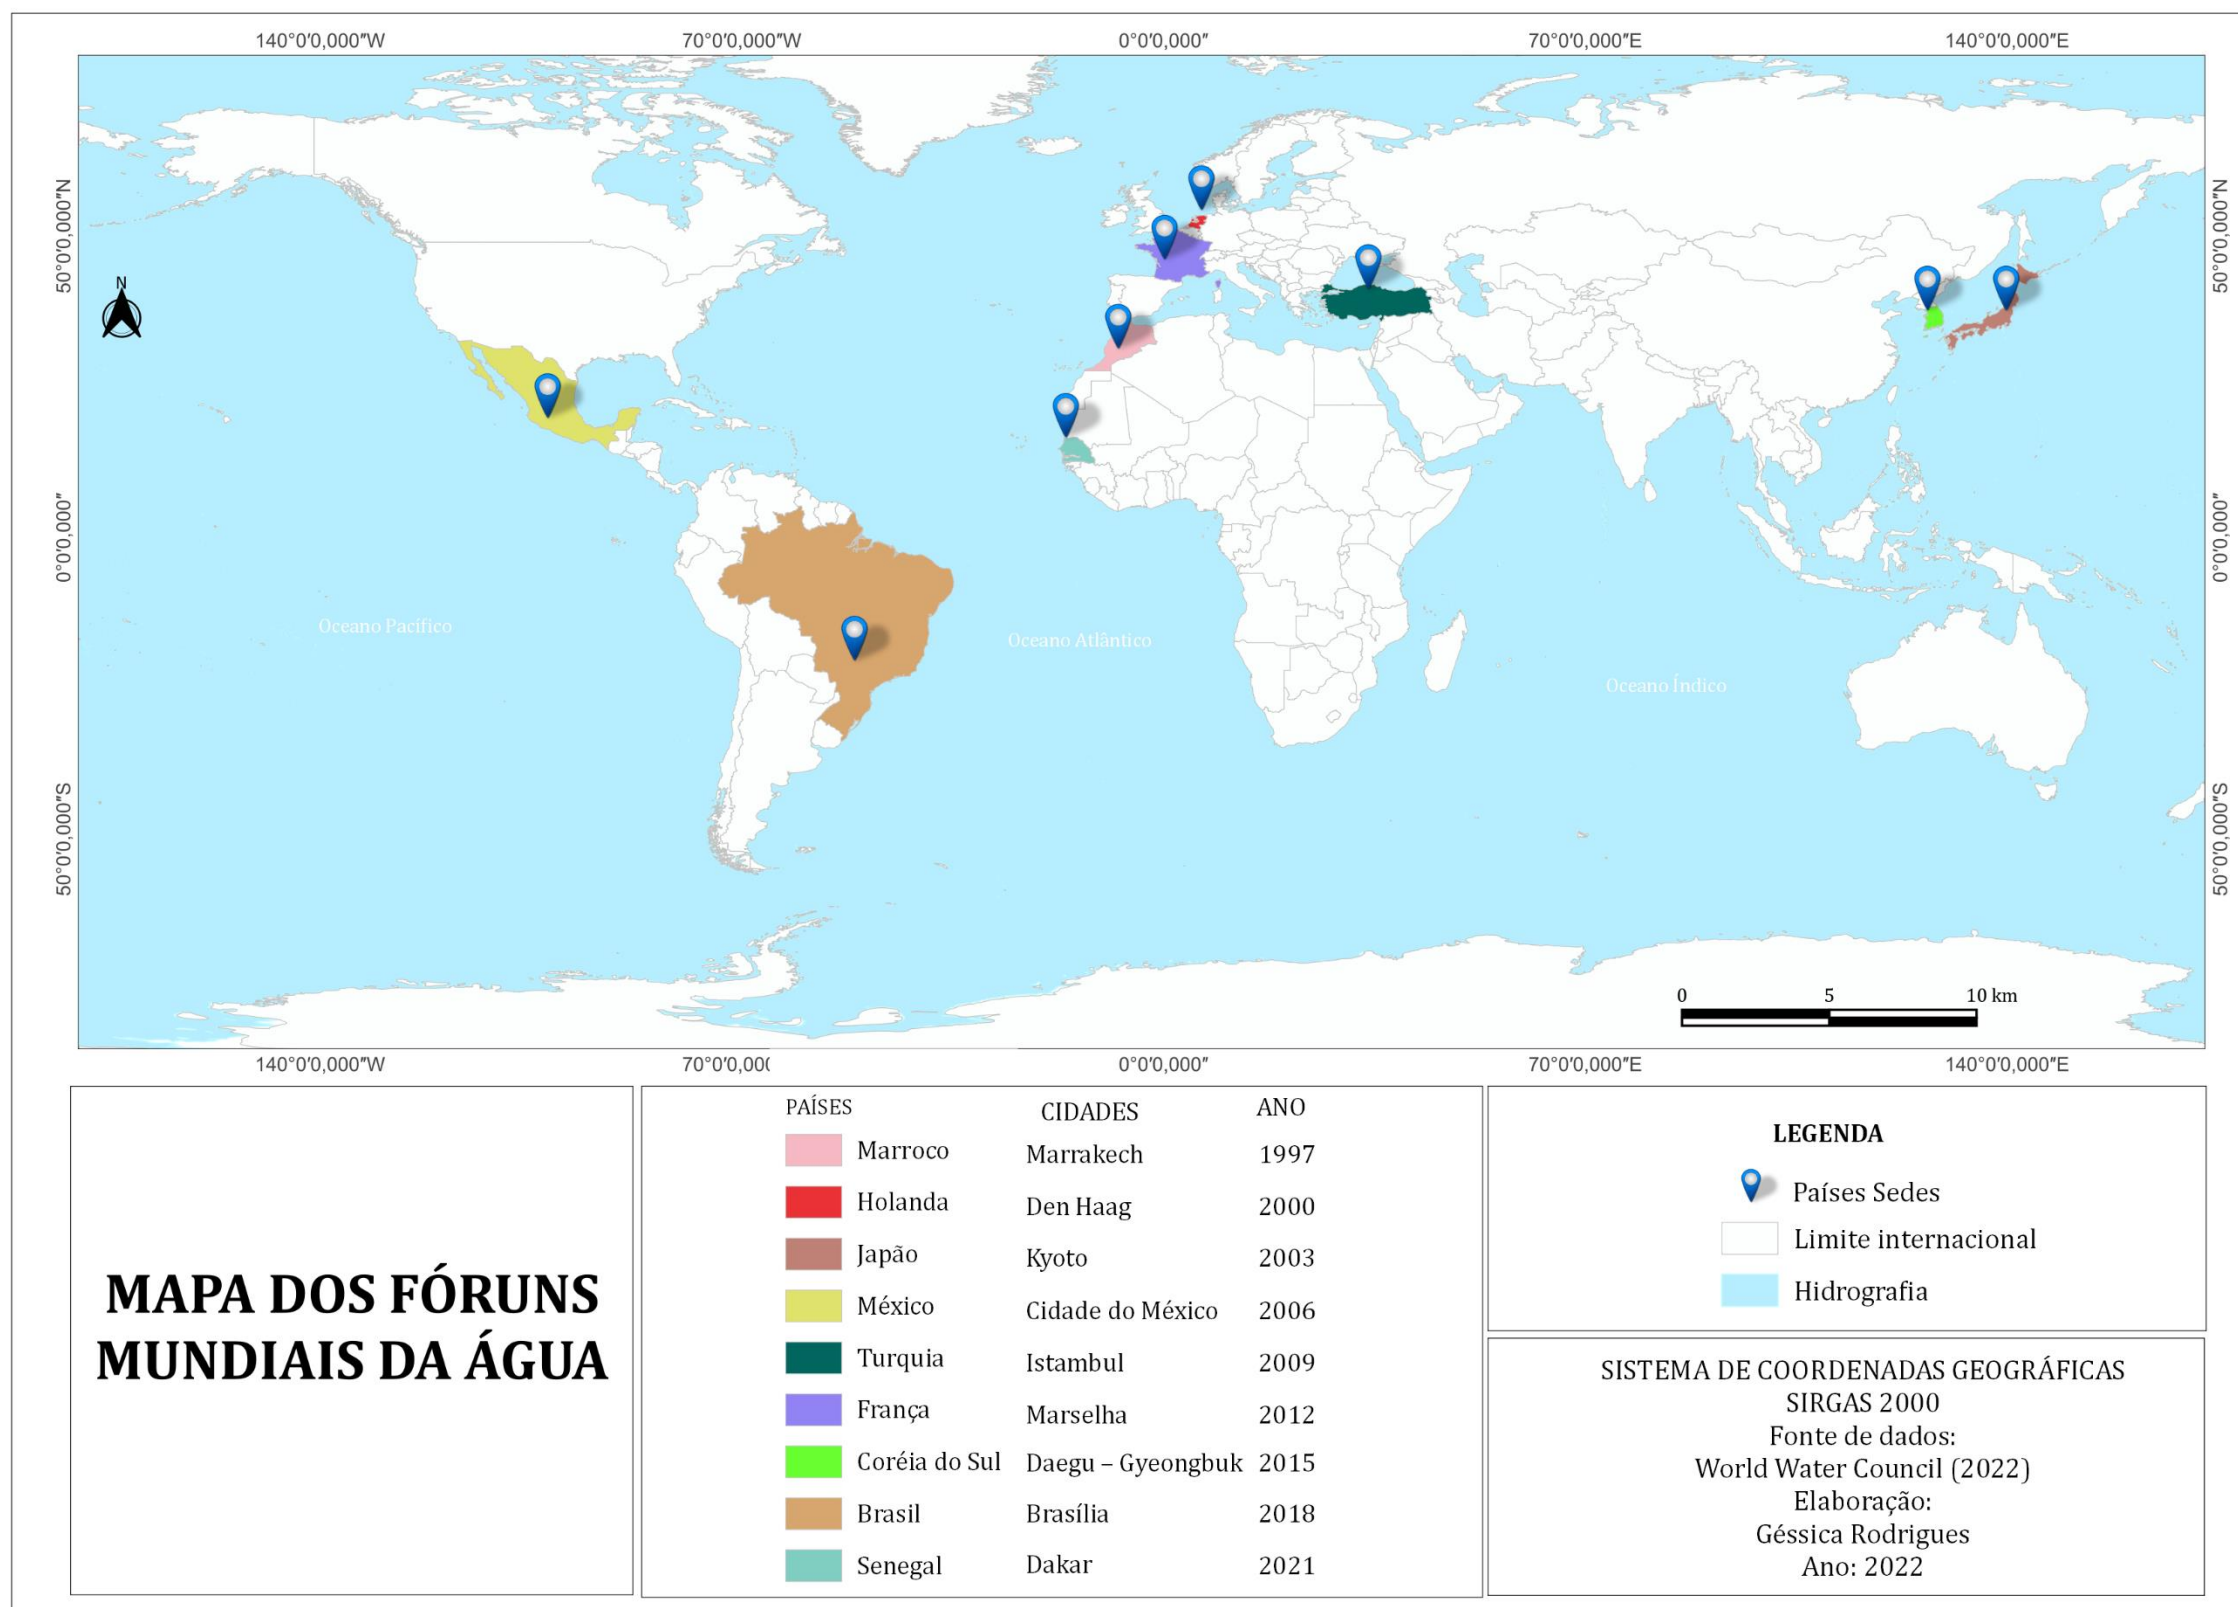 140°0′0,000″W 70°0′0,000″W 0°0′0,000″ 70°0′0,000″E 140°0′0,000″E
50°0′0,000″N
50°0′0,000″N
N
0°0′0,000″
0°0′0,000″
Oceano Pacífico
Oceano Atlântico
Oceano Índico
50°0′0,000″S
50°0′0,000″S
0 5 10 km
140°0′0,000″W 70°0′0,00( 0°0′0,000″ 70°0′0,000″E 140°0′0,000″E
MAPA DOS FÓRUNS
MUNDIAIS DA ÁGUA
PAÍSES CIDADES ANO
Marroco Marrakech 1997
Holanda Den Haag 2000
Japão Kyoto 2003
México Cidade do México 2006
Turquia Istambul 2009
França Marselha 2012
Coréia do Sul Daegu – Gyeongbuk 2015
Brasil Brasília 2018
Senegal Dakar 2021
LEGENDA
Países Sedes
Limite internacional
Hidrografia
SISTEMA DE COORDENADAS GEOGRÁFICAS
SIRGAS 2000
Fonte de dados:
World Water Council (2022)
Elaboração:
Géssica Rodrigues
Ano: 2022